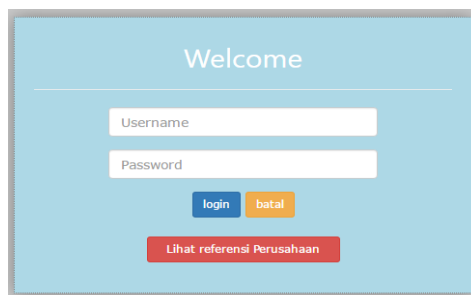 Welcome
Username
Password
login batal
Lihat referensi Perusahaan